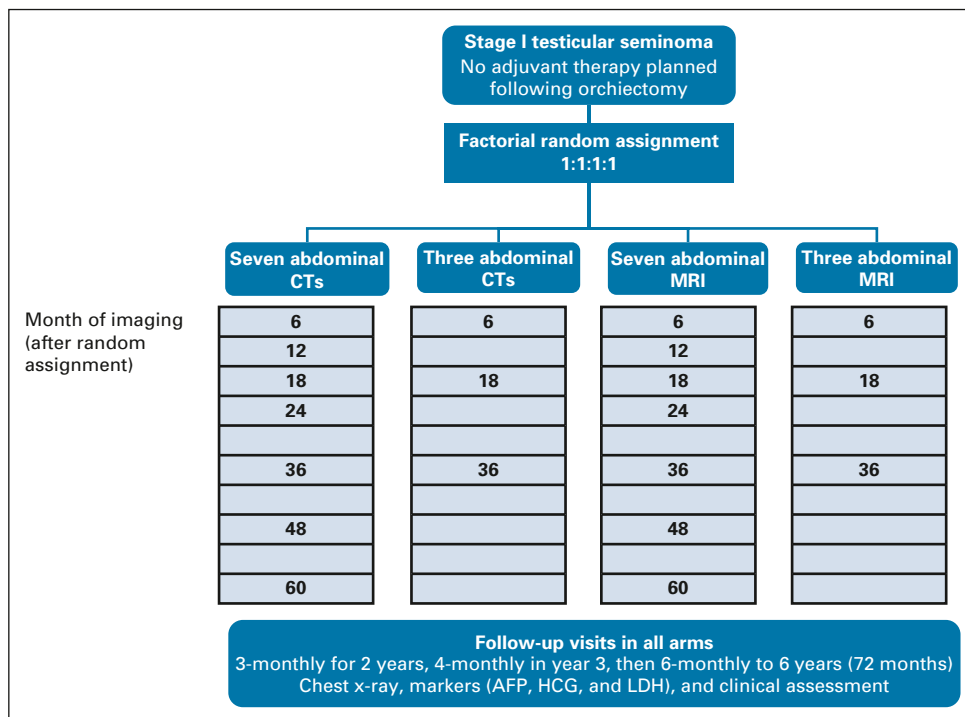 Stage I testicular seminoma
No adjuvant therapy planned
following orchiectomy
Factorial random assignment
1:1:1:1
Seven abdominal
CTs
Three abdominal
CTs
Seven abdominal
MRI
Three abdominal
MRI
Month of imaging
(after random
assignment)
6 6 6 6
12 12
18 18 18 18
24 24
36 36 36 36
48 48
60 60
Follow-up visits in all arms
3-monthly for 2 years, 4-monthly in year 3, then 6-monthly to 6 years (72 months)
Chest x-ray, markers (AFP, HCG, and LDH), and clinical assessment